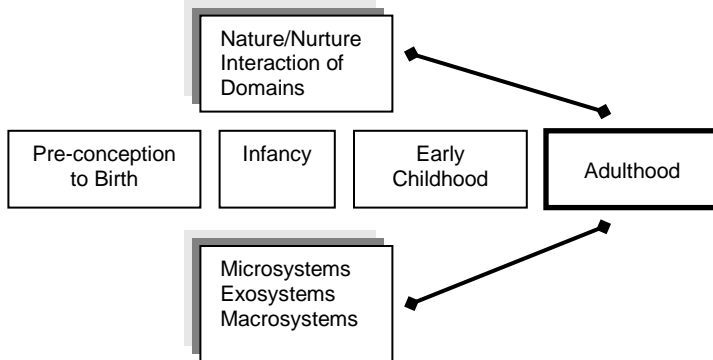 Nature/Nurture
Interaction of
Domains
Pre-conception
to Birth
Infancy
Early
Childhood
Adulthood
Microsystems
Exosystems
Macrosystems